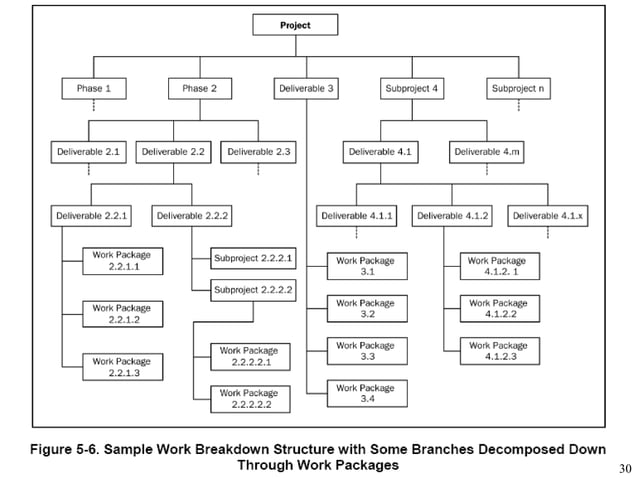 Project
Phase 1
Phase 2
Deliverable 3
Subproject 4
Subproject n
Deliverable 2.1
Deliverable 2.2
Deliverable 2.3
Deliverable 4.1
Deliverable 4.m
Deliverable 2.2.1
Deliverable 2.2.2
Deliverable 4.1.1
Deliverable 4.1.2
Deliverable 4.1.x
Work Package
2.2.1.1
Work Package
2.2.1.2
Work Package
2.2.1.3
Subproject 2.2.2.1
Subproject 2.2.2.2
Work Package
2.2.2.2.1
Work Package
2.2.2.2.2
Work Package
3.1
Work Package
3.2
Work Package
3.3
Work Package
3.4
Work Package
4.1.2. 1
Work Package
4.1.2.2
Work Package
4.1.2.3
Figure 5-6. Sample Work Breakdown Structure with Some Branches Decomposed Down
Through Work Packages
30